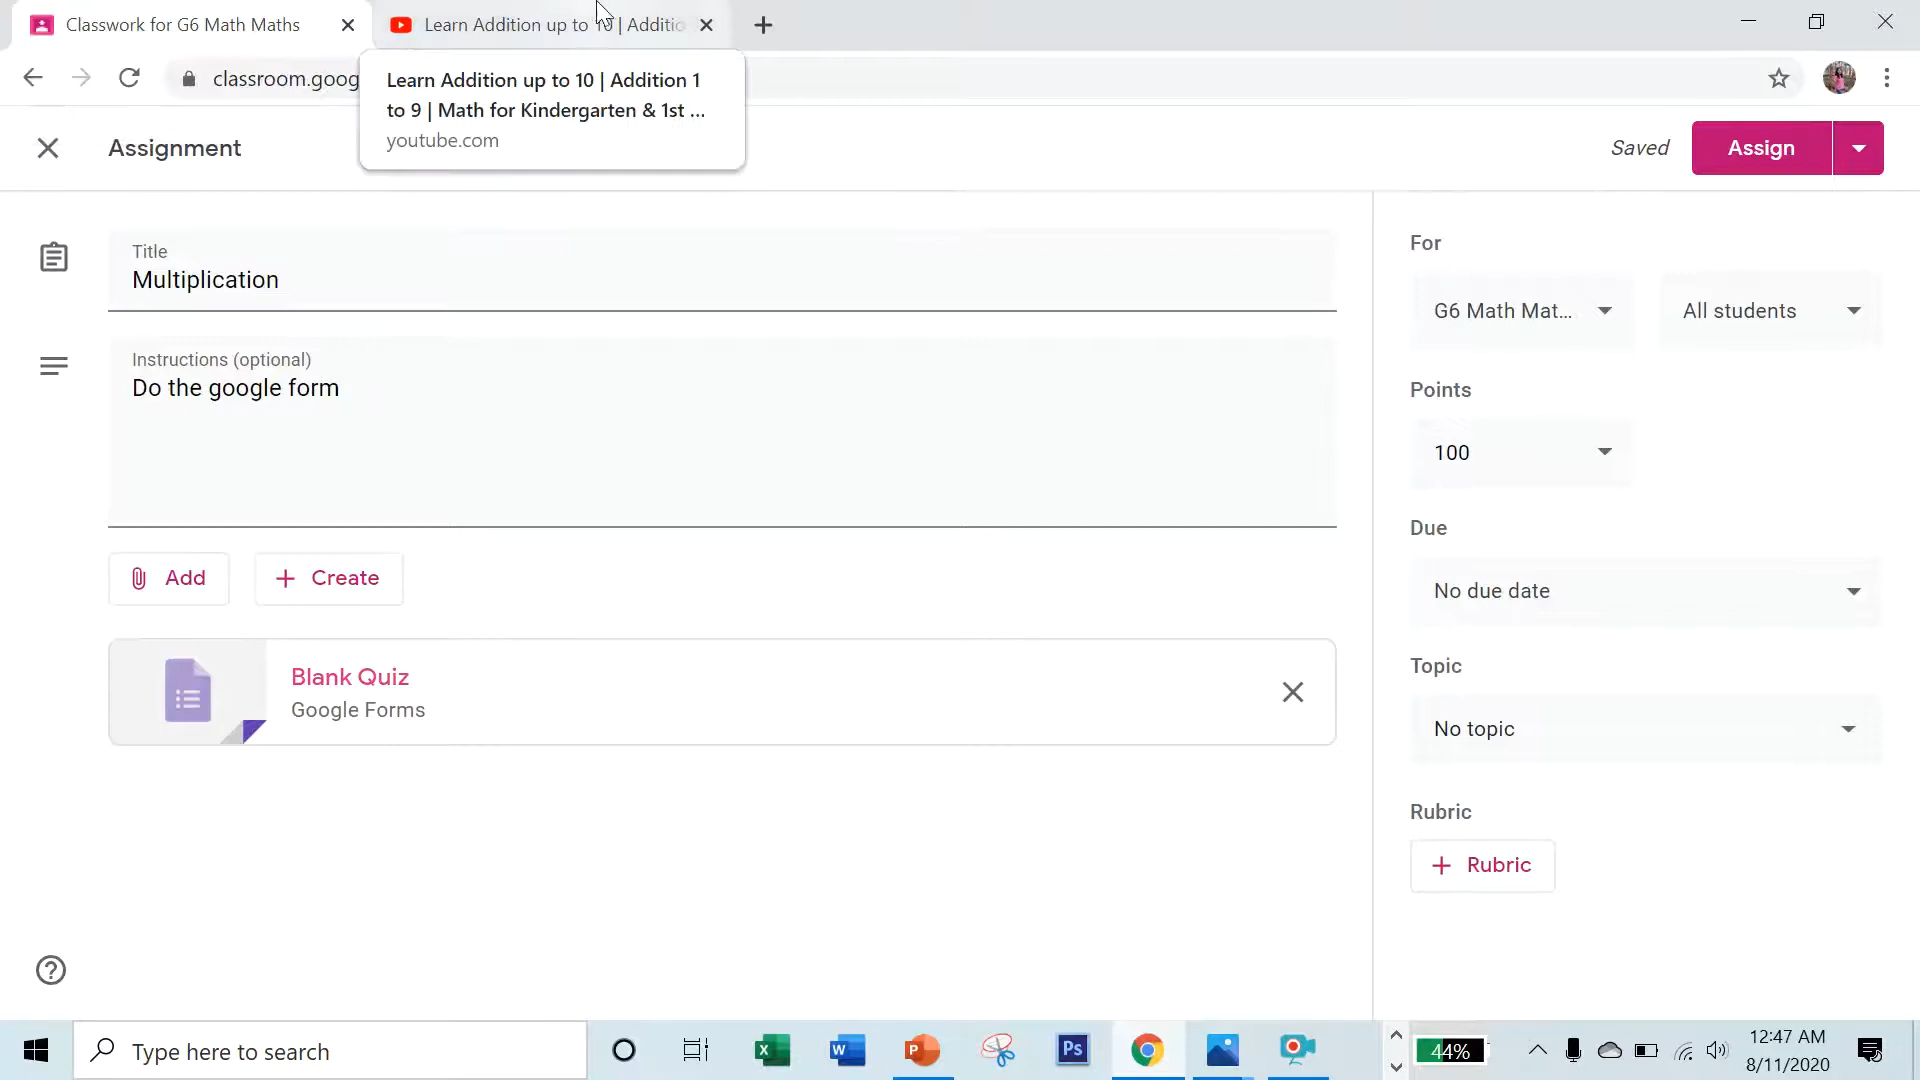 Classwork for G6 Math Maths
Learn Addition up to 10 | Additio
classroom.goog
Learn Addition up to 10 | Addition 1
to 9 | Math for Kindergarten & 1st ...
youtube.com
Assignment
Saved
Assign
Title
Multiplication
Instructions (optional)
Do the google form
Add
Create
Blank Quiz
Google Forms
For
G6 Math Mat...
All students
Points
100
Due
No due date
Topic
No topic
Rubric
Rubric
Type here to search
Ps
44%
12:47 AM
8/11/2020